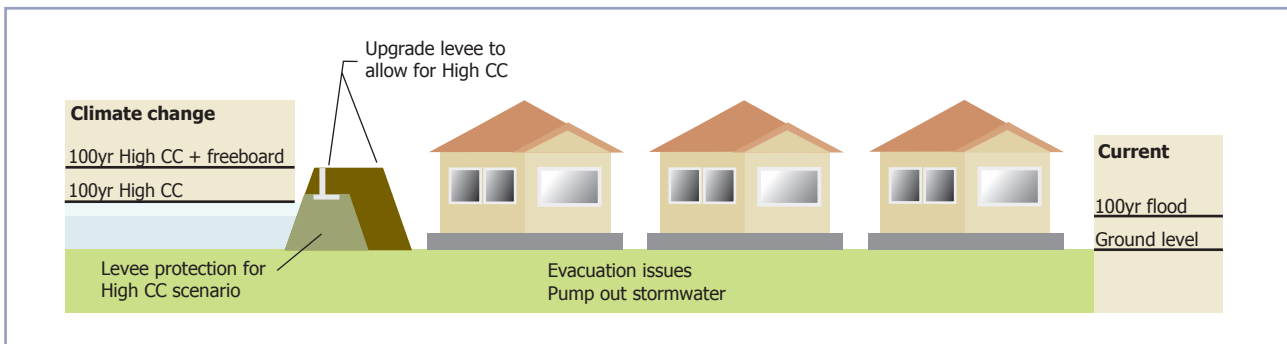 Upgrade levee to
allow for High CC
Climate change
100yr High CC + freeboard
100yr High CC
Current
100yr flood
Ground level
Levee protection for
High CC scenario
Evacuation issues
Pump out stormwater